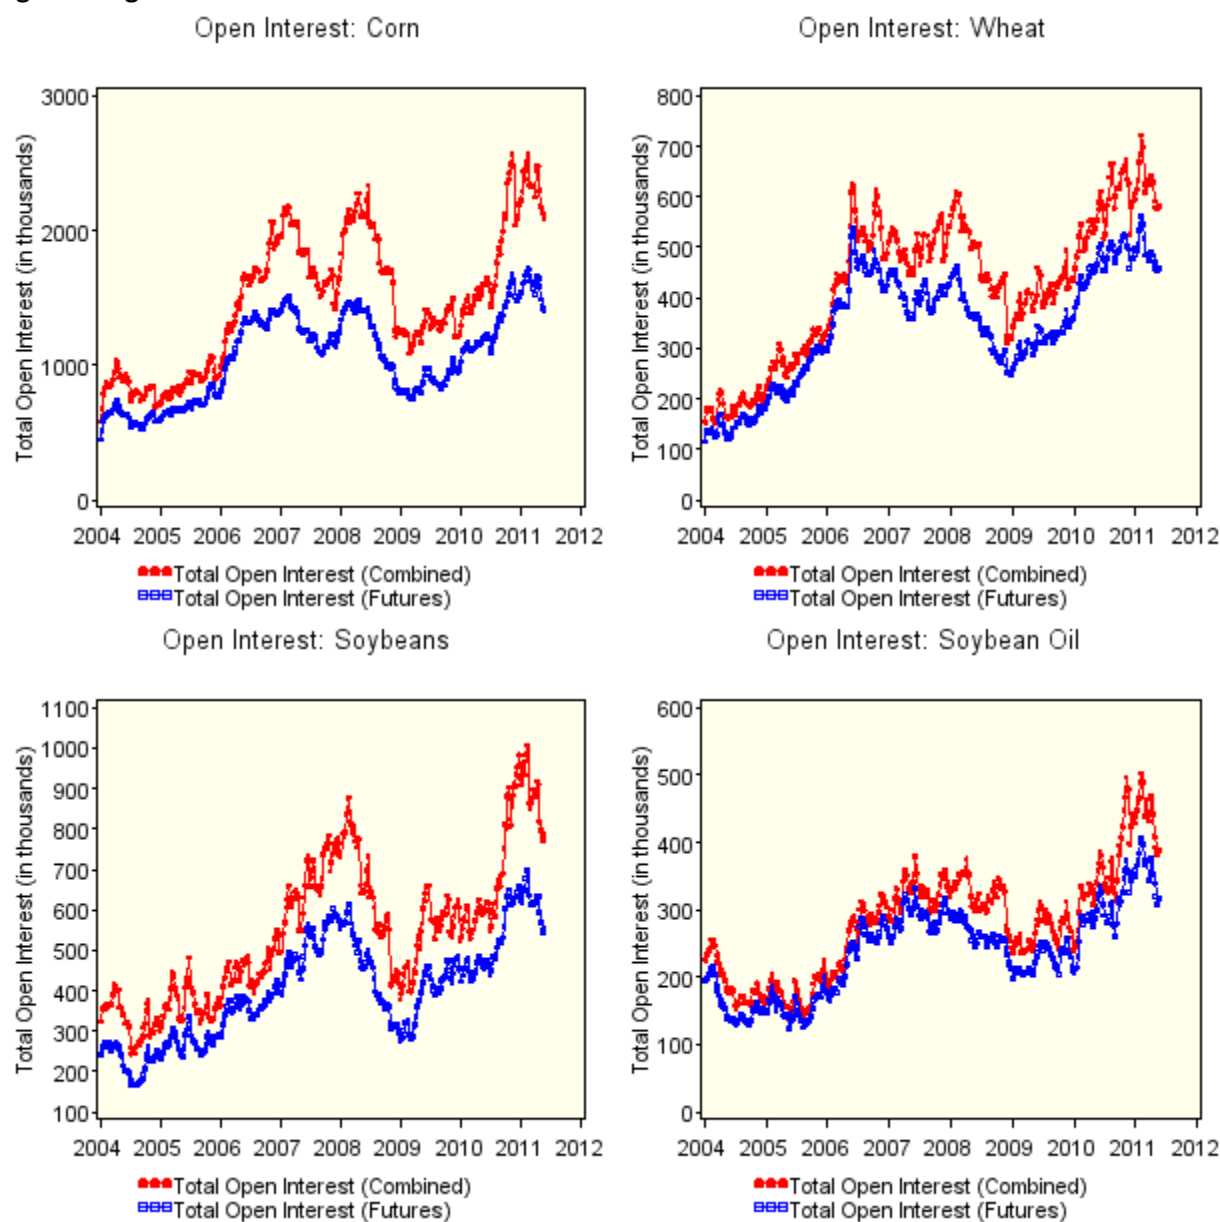 Open Interest: Corn
Total Open Interest (in thousands)
3000
2000
1000
0
2004 2005 2006 2007 2008 2009 2010 2011 2012
Total Open Interest (Combined)
Total Open Interest (Futures)
Open Interest: Wheat
Total Open Interest (in thousands)
800
700
600
500
400
300
200
100
0
2004 2005 2006 2007 2008 2009 2010 2011 2012
Total Open Interest (Combined)
Total Open Interest (Futures)
Open Interest: Soybeans
Total Open Interest (in thousands)
1100
1000
900
800
700
600
500
400
300
200
100
2004 2005 2006 2007 2008 2009 2010 2011 2012
Total Open Interest (Combined)
Total Open Interest (Futures)
Open Interest: Soybean Oil
Total Open Interest (in thousands)
600
500
400
300
200
100
0
2004 2005 2006 2007 2008 2009 2010 2011 2012
Total Open Interest (Combined)
Total Open Interest (Futures)